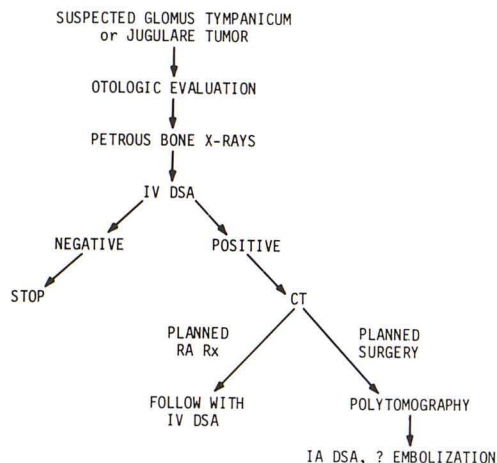 SUSPECTED GLOMUS TYMPANICUM
or JUGULARE TUMOR
OTOLOGIC EVALUATION
PETROUS BONE X-RAYS
IV DSA
NEGATIVE
POSITIVE
STOP
CT
PLANNED
RA Rx
PLANNED
SURGERY
FOLLOW WITH
IV DSA
POLYTOMOGRAPHY
IA DSA, ? EMBOLIZATION